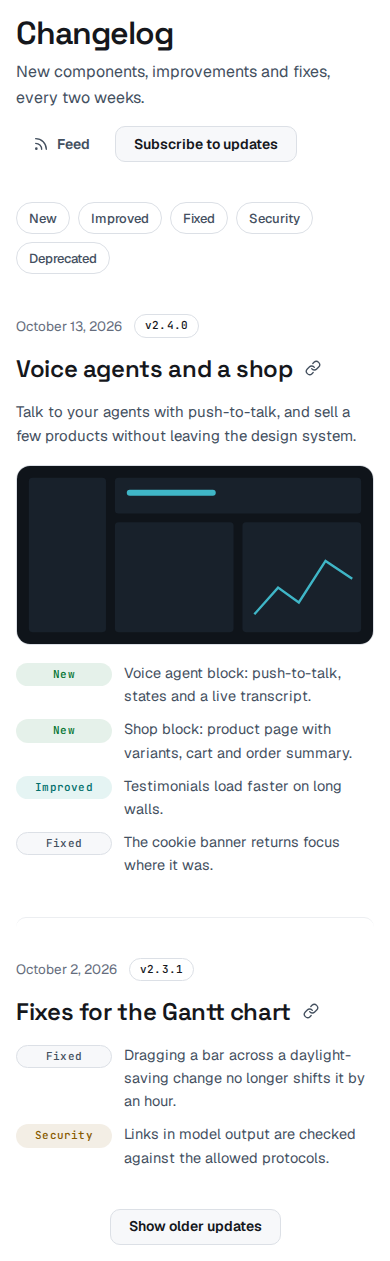 Changelog
New components, improvements and fixes,
every two weeks.
Feed
Subscribe to updates
New
Improved
Fixed
Security
Deprecated
October 13, 2026
v2.4.0
Voice agents and a shop
Talk to your agents with push-to-talk, and sell a
few products without leaving the design system.
New
Voice agent block: push-to-talk,
states and a live transcript.
New
Shop block: product page with
variants, cart and order summary.
Improved
Testimonials load faster on long
walls.
Fixed
The cookie banner returns focus
where it was.
October 2, 2026
v2.3.1
Fixes for the Gantt chart
Fixed
Dragging a bar across a daylight-
saving change no longer shifts it by
an hour.
Security
Links in model output are checked
against the allowed protocols.
Show older updates